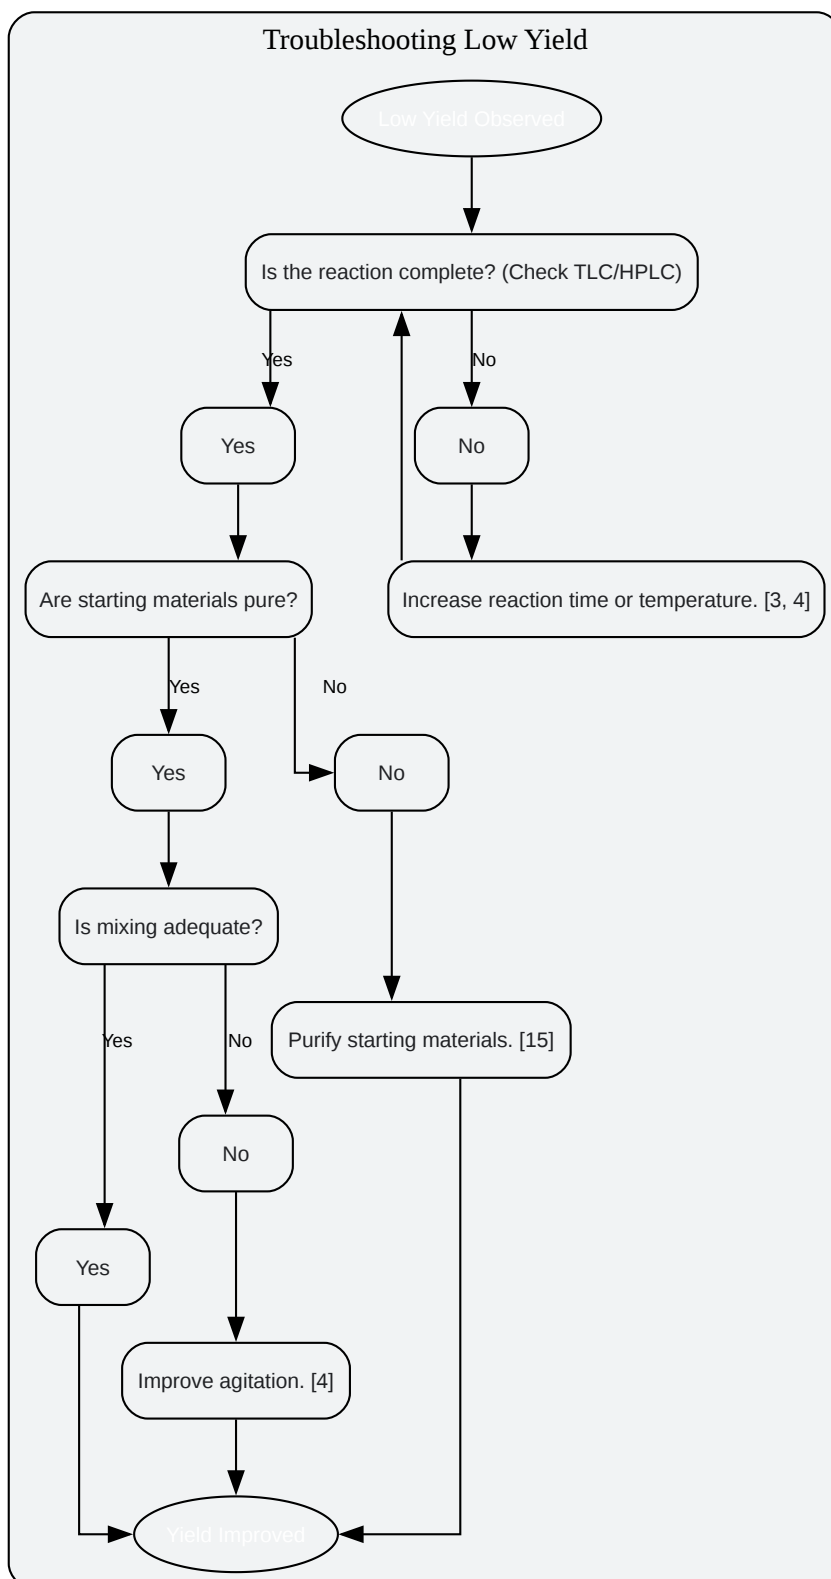 Troubleshooting Low Yield
Low Yield Observed
Is the reaction complete? (Check TLC/HPLC)
Yes
No
Yes
No
Are starting materials pure?
Increase reaction time or temperature. [3, 4]
Yes
No
Yes
No
Is mixing adequate?
Purify starting materials. [15]
Yes
No
No
Yes
Improve agitation. [4]
Yield Improved